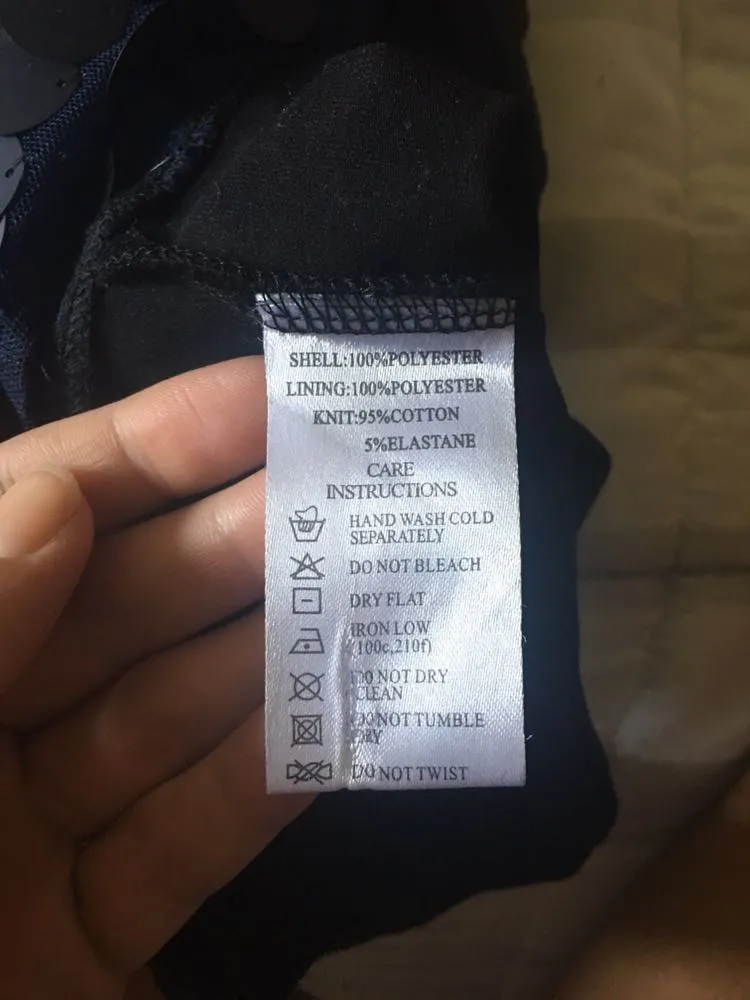 SHELL:100%POLYESTER
LINING:100%POLYESTER
KNIT:95%COTTON
5%ELASTANE
CARE
INSTRUCTIONS
HAND WASH COLD
SEPARATELY
DO NOT BLEACH
DRY FLAT
IRON LOW
(100c,210f)
DO NOT DRY
CLEAN
DO NOT TUMBLE
DRY
DO NOT TWIST